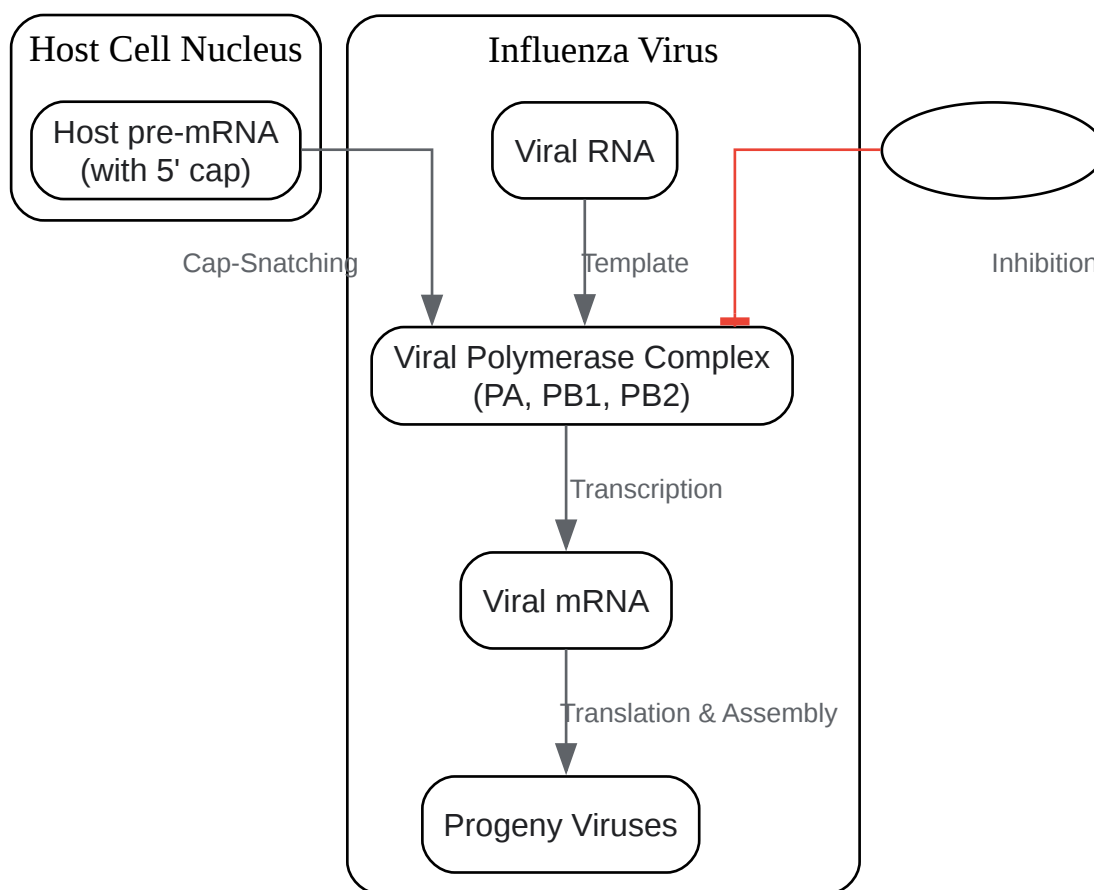 Host Cell Nucleus
Influenza Virus
Host pre-mRNA
(with 5' cap)
Viral RNA
Cap-Snatching
Template
Inhibition
Viral Polymerase Complex
(PA, PB1, PB2)
Transcription
Viral mRNA
Translation & Assembly
Progeny Viruses